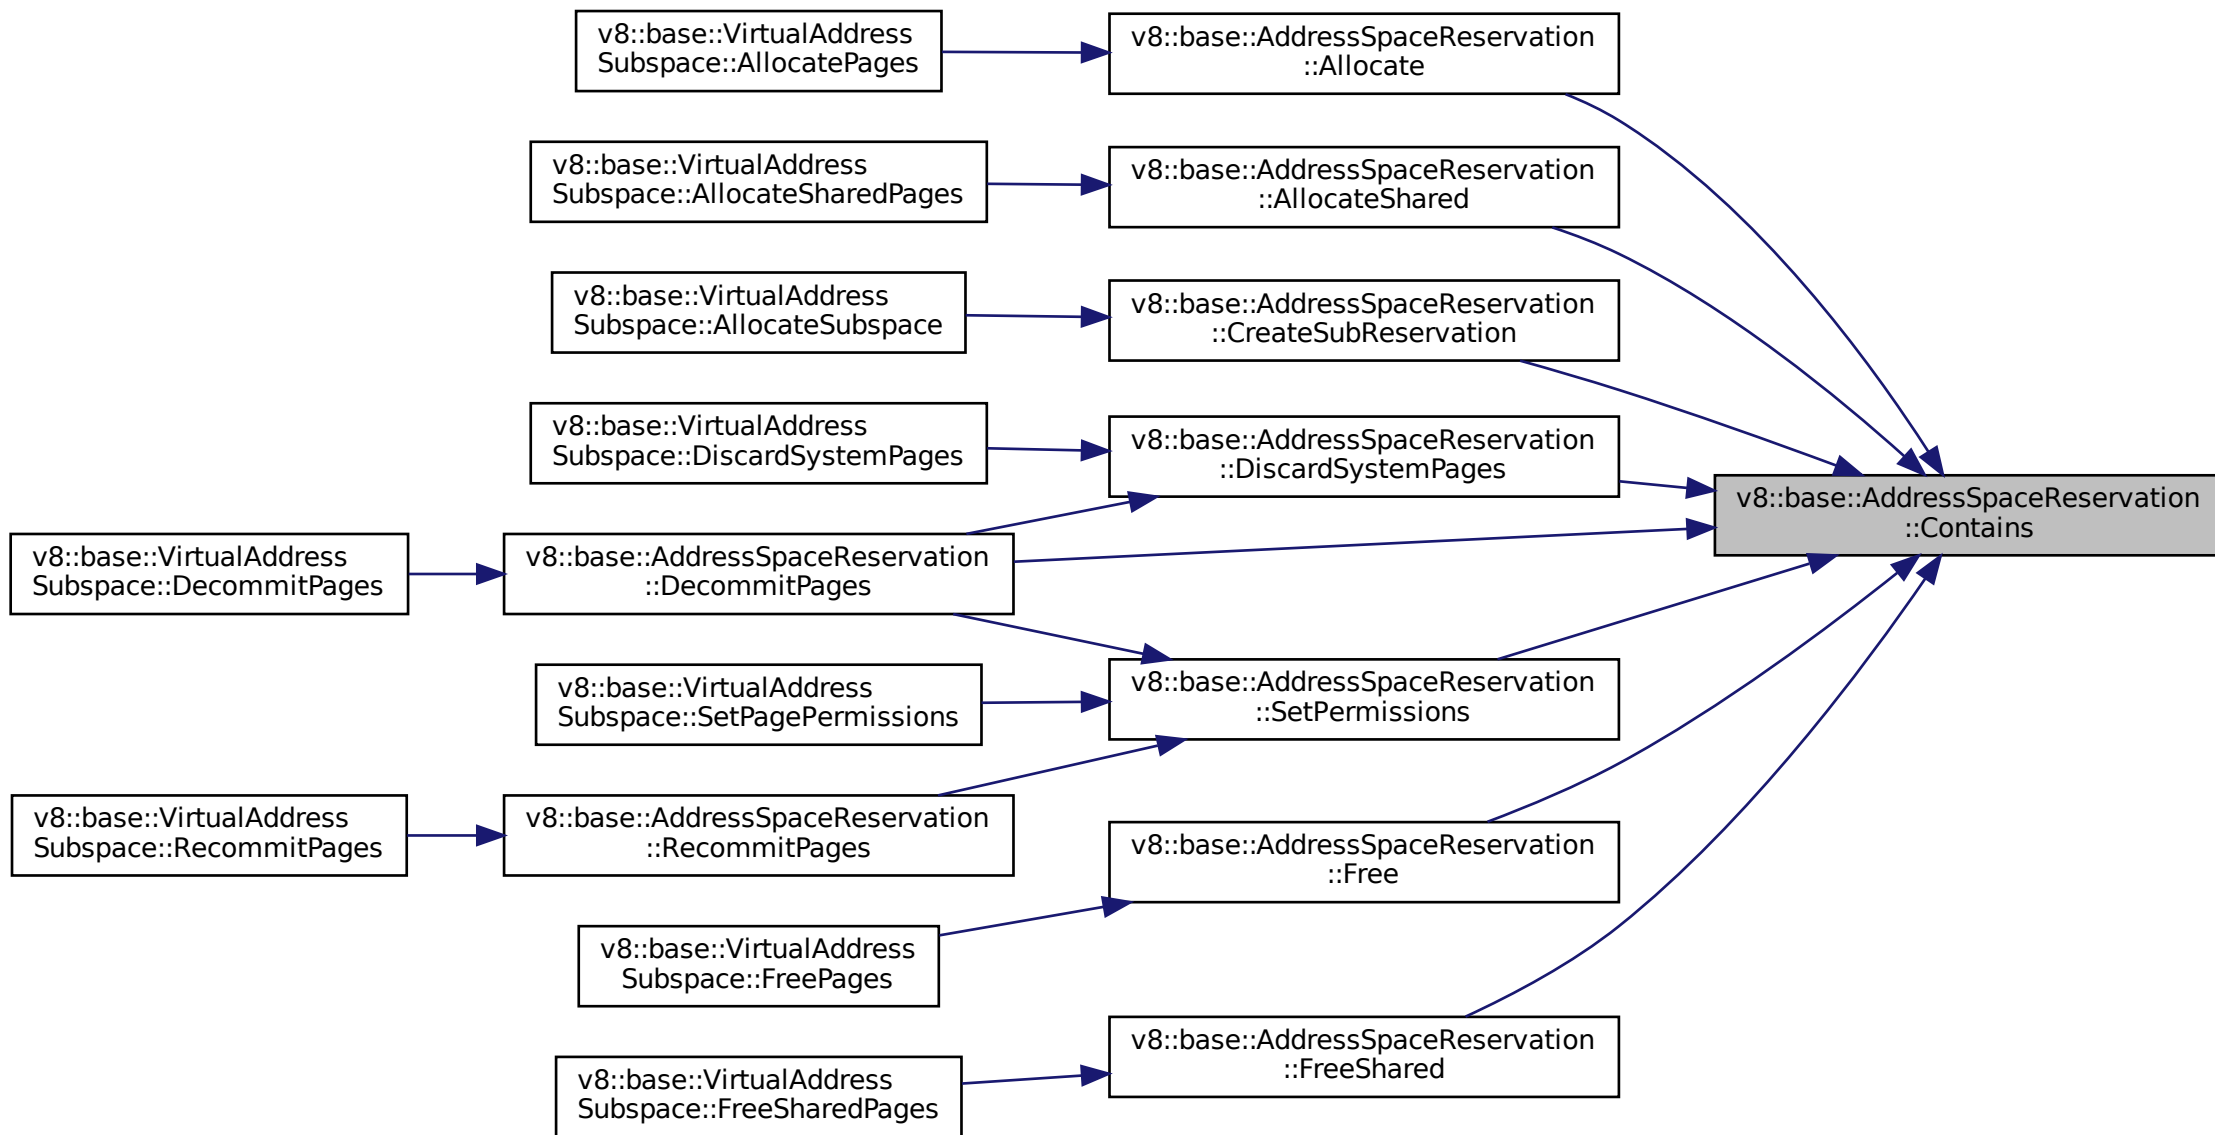 v8::base::VirtualAddress
Subspace::AllocatePages
v8::base::AddressSpaceReservation
::Allocate
v8::base::VirtualAddress
Subspace::AllocateSharedPages
v8::base::AddressSpaceReservation
::AllocateShared
v8::base::VirtualAddress
Subspace::AllocateSubspace
v8::base::AddressSpaceReservation
::CreateSubReservation
v8::base::VirtualAddress
Subspace::DiscardSystemPages
v8::base::AddressSpaceReservation
::DiscardSystemPages
v8::base::AddressSpaceReservation
::Contains
v8::base::VirtualAddress
Subspace::DecommitPages
v8::base::AddressSpaceReservation
::DecommitPages
v8::base::VirtualAddress
Subspace::SetPagePermissions
v8::base::AddressSpaceReservation
::SetPermissions
v8::base::VirtualAddress
Subspace::RecommitPages
v8::base::AddressSpaceReservation
::RecommitPages
v8::base::AddressSpaceReservation
::Free
v8::base::VirtualAddress
Subspace::FreePages
v8::base::AddressSpaceReservation
::FreeShared
v8::base::VirtualAddress
Subspace::FreeSharedPages